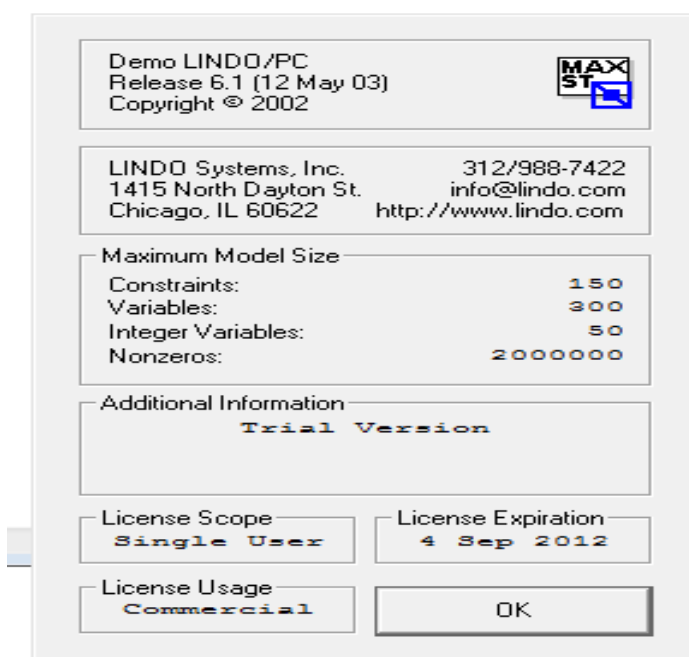 Demo LINDO/PC
Release 6.1 (12 May 03)
Copyright © 2002
MAX
ST
LINDO Systems, Inc. 312/988-7422
1415 North Dayton St. info@lindo.com
Chicago, IL 60622 http://www.lindo.com
Maximum Model Size
Constraints: 150
Variables: 300
Integer Variables: 50
Nonzeros: 2000000
Additional Information
Trial Version
License Scope
Single User
License Expiration
4 Sep 2012
License Usage
Commercial
OK